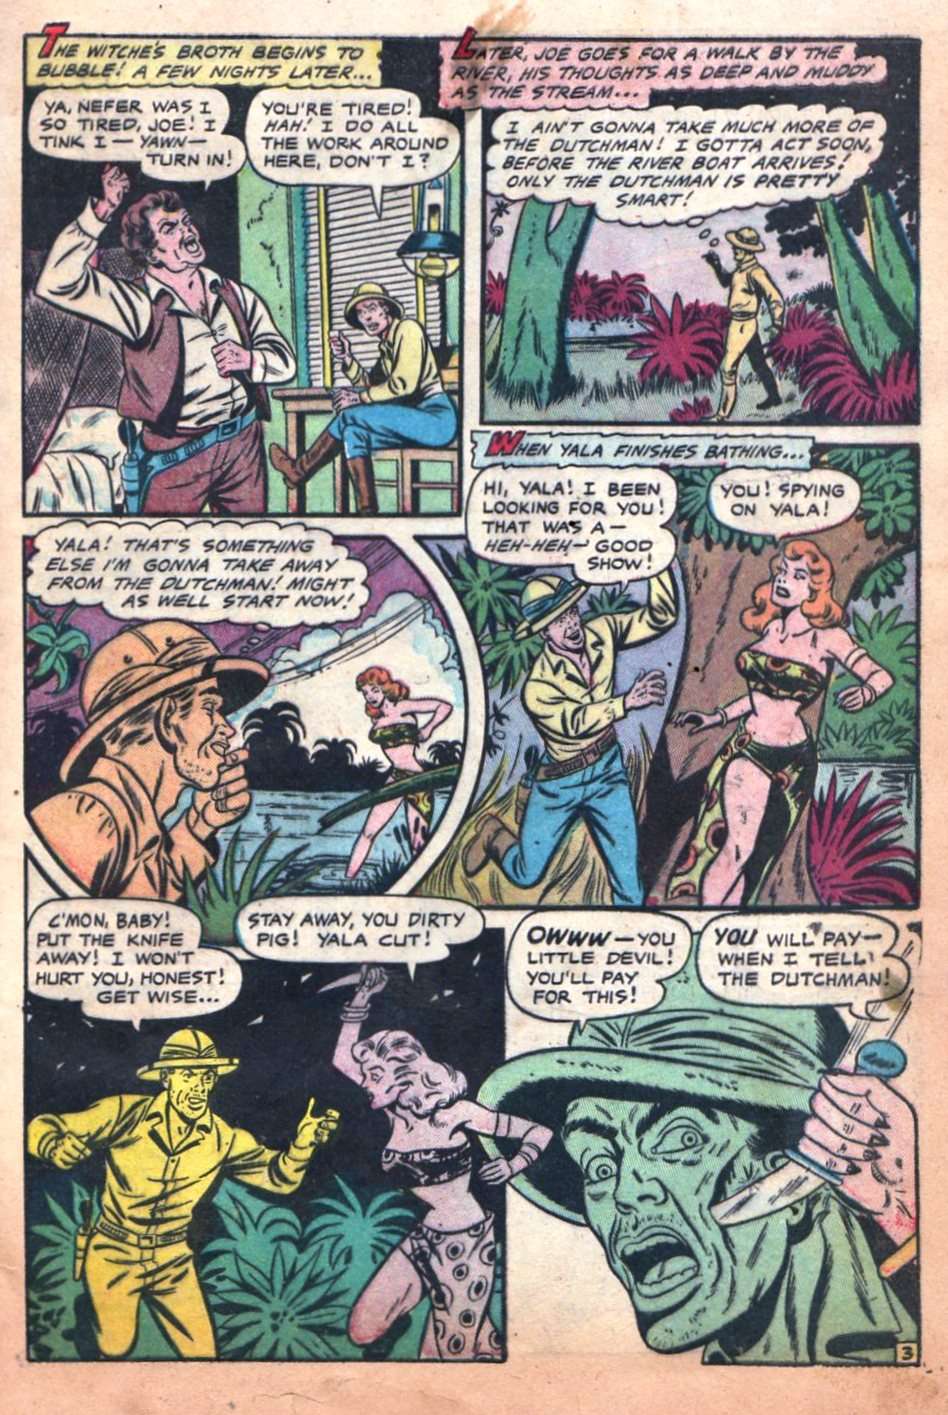 THE WITCHE'S BROTH BEGINS TO
BUBBLE! A FEW NIGHTS LATER...
YA, NEFER WAS I
SO TIRED, JOE! I
TINK I — YAWN —
TURN IN!
YOU'RE TIRED!
HAH! I DO ALL
THE WORK AROUND
HERE, DON'T I?
LATER, JOE GOES FOR A WALK BY THE
RIVER, HIS THOUGHTS AS DEEP AND MUDDY
AS THE STREAM...
I AIN'T GONNA TAKE MUCH MORE OF
THE DUTCHMAN! I GOTTA ACT SOON,
BEFORE THE RIVER BOAT ARRIVES!
ONLY THE DUTCHMAN IS PRETTY
SMART!
YALA! THAT'S SOMETHING
ELSE I'M GONNA TAKE AWAY
FROM THE DUTCHMAN! MIGHT
AS WELL START NOW!
WHEN YALA FINISHES BATHING...
HI, YALA! I BEEN
LOOKING FOR YOU!
THAT WAS A —
HEH-HEH — GOOD
SHOW!
YOU! SPYING
ON YALA!
C'MON, BABY!
PUT THE KNIFE
AWAY! I WON'T
HURT YOU, HONEST!
GET WISE...
STAY AWAY, YOU DIRTY
PIG! YALA CUT!
OWWW — YOU
LITTLE DEVIL!
YOU'LL PAY
FOR THIS!
YOU WILL PAY —
WHEN I TELL
THE DUTCHMAN!
3